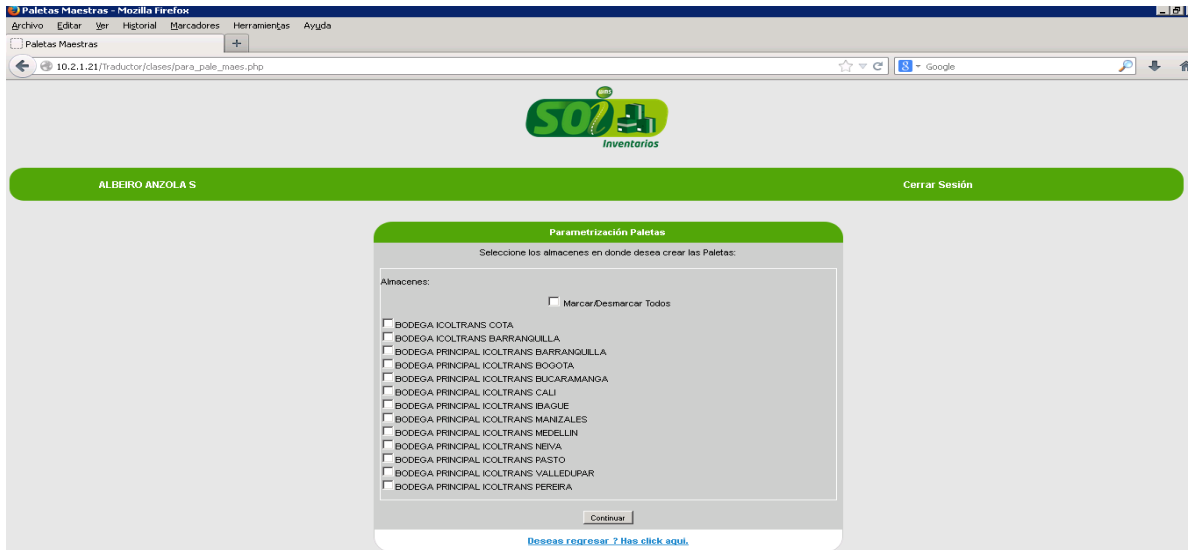 Paletas Maestras - Mozilla Firefox
Archivo Editar Ver Historial Marcadores Herramientas Ayuda
Paletas Maestras +
10.2.1.21/Traductor/clases/para_pale_maes.php
8 - Google
SOi
Inventarios
ALBEIRO ANZOLA S Cerrar Sesión
Parametrización Paletas
Seleccione los almacenes en donde desea crear las Paletas:
Almacenes:
Marcar/Desmarcar Todos
BODEGA ICOLTRANS COTA
BODEGA ICOLTRANS BARRANQUILLA
BODEGA PRINCIPAL ICOLTRANS BARRANQUILLA
BODEGA PRINCIPAL ICOLTRANS BOGOTA
BODEGA PRINCIPAL ICOLTRANS BUCARAMANGA
BODEGA PRINCIPAL ICOLTRANS CALI
BODEGA PRINCIPAL ICOLTRANS IBAGUE
BODEGA PRINCIPAL ICOLTRANS MANIZALES
BODEGA PRINCIPAL ICOLTRANS MEDELLIN
BODEGA PRINCIPAL ICOLTRANS NEIVA
BODEGA PRINCIPAL ICOLTRANS PASTO
BODEGA PRINCIPAL ICOLTRANS VALLEDUPAR
BODEGA PRINCIPAL ICOLTRANS PEREIRA
Continuar
Deseas regresar ? Has click aqui.